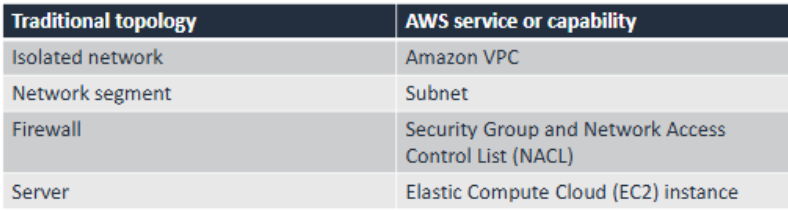 Traditional topology AWS service or capability
Isolated network Amazon VPC
Network segment Subnet
Firewall Security Group and Network Access
Control List (NACL)
Server Elastic Compute Cloud (EC2) instance